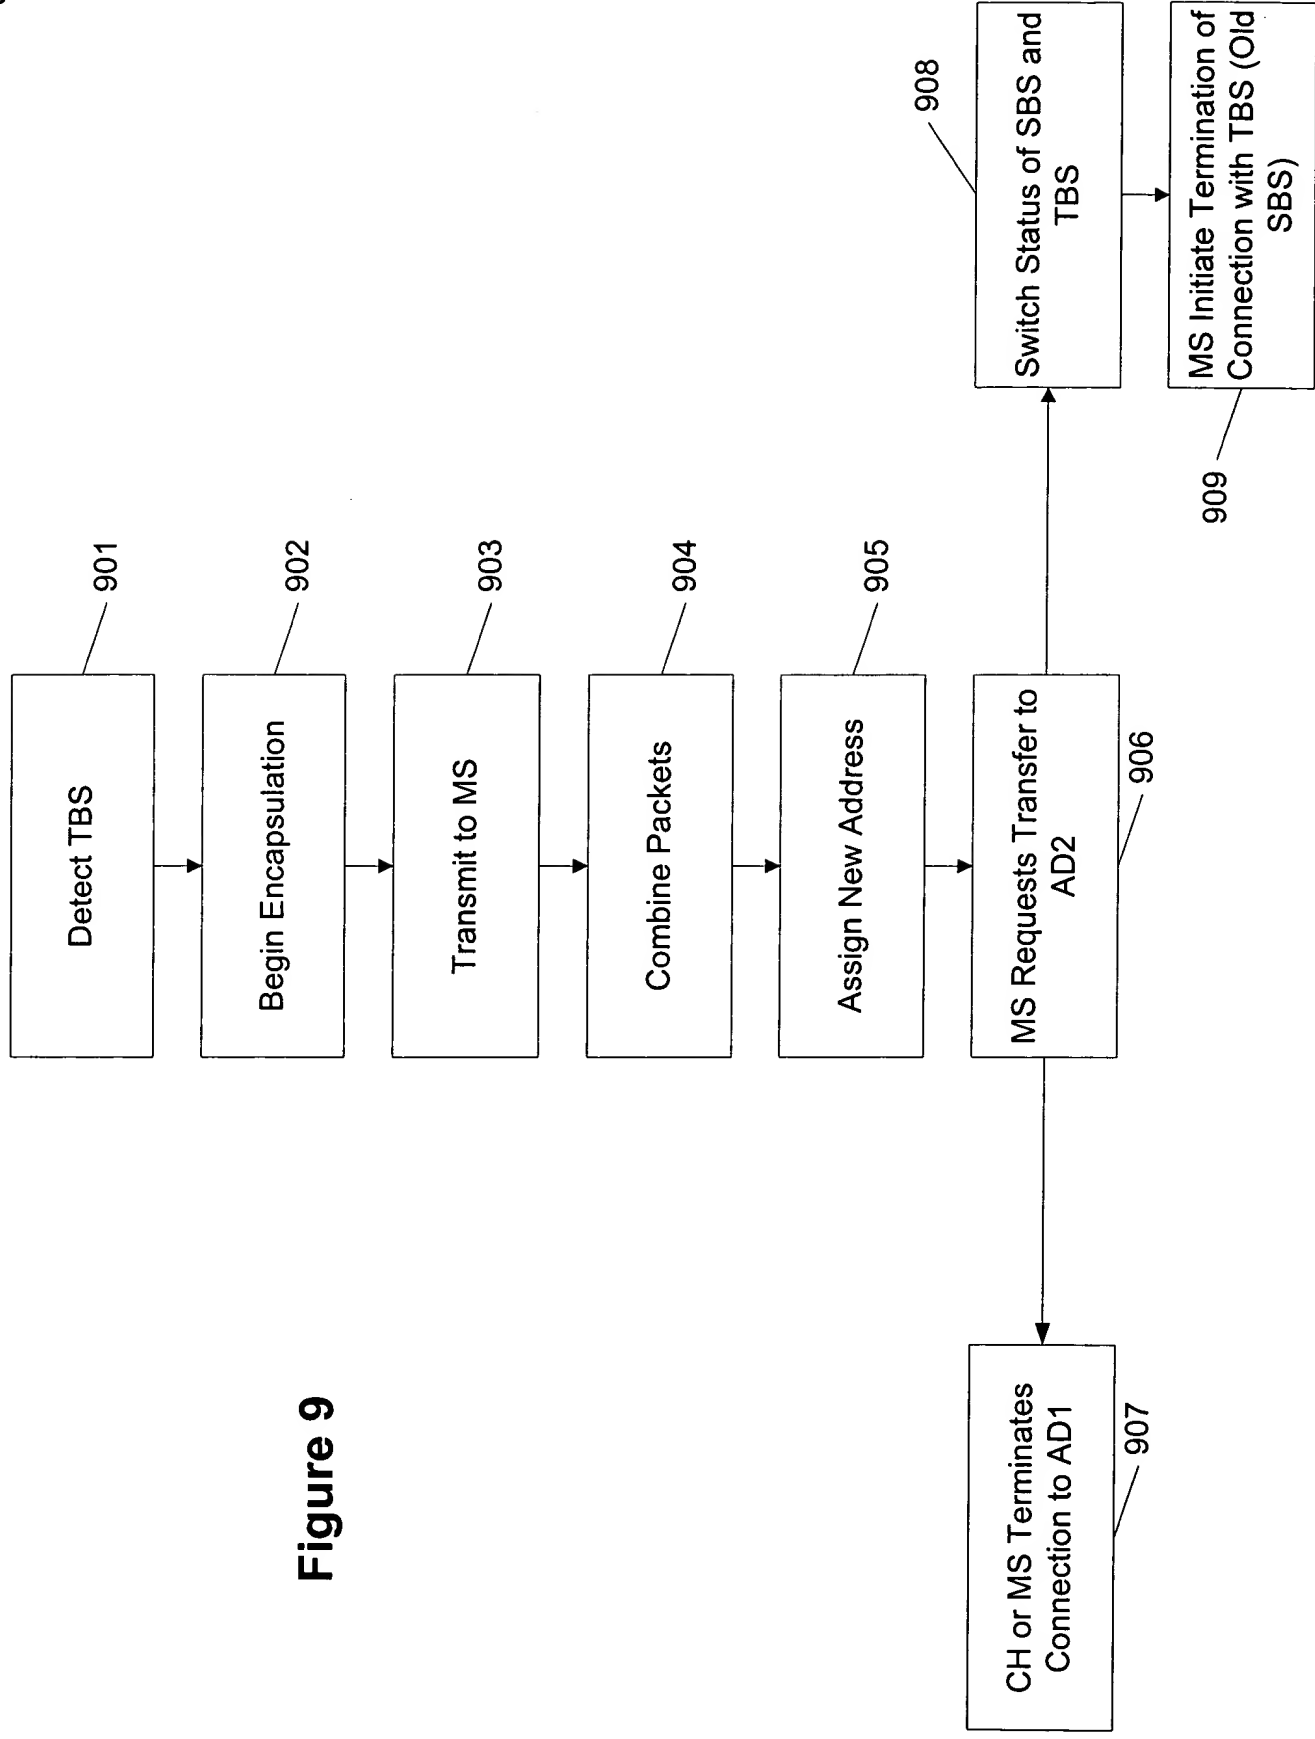 Figure 9
Detect TBS
901
Begin Encapsulation
902
Transmit to MS
903
Combine Packets
904
Assign New Address
905
MS Requests Transfer to
AD2
906
CH or MS Terminates
Connection to AD1
907
908
Switch Status of SBS and
TBS
MS Initiate Termination of
Connection with TBS (Old
SBS)
909